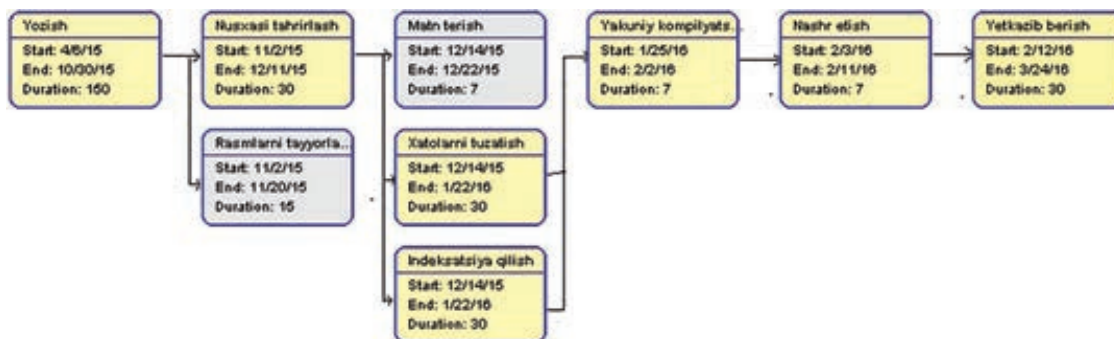 Yozish
Start: 4/6/15
End: 10/30/15
Duration: 150
Nusxasi tahrirlash
Start: 11/2/15
End: 12/11/15
Duration: 30
Matn terish
Start: 12/14/15
End: 12/22/15
Duration: 7
Yakuniy kompilyats...
Start: 1/25/16
End: 2/2/16
Duration: 7
Nashr etish
Start: 2/3/16
End: 2/11/16
Duration: 7
Yetkazib berish
Start: 2/12/16
End: 3/24/16
Duration: 30
Rasmlarni tayyorla...
Start: 11/2/15
End: 11/20/15
Duration: 15
Xatolarni tuzatish
Start: 12/14/15
End: 1/22/16
Duration: 30
Indeksatsiya qilish
Start: 12/14/15
End: 1/22/16
Duration: 30